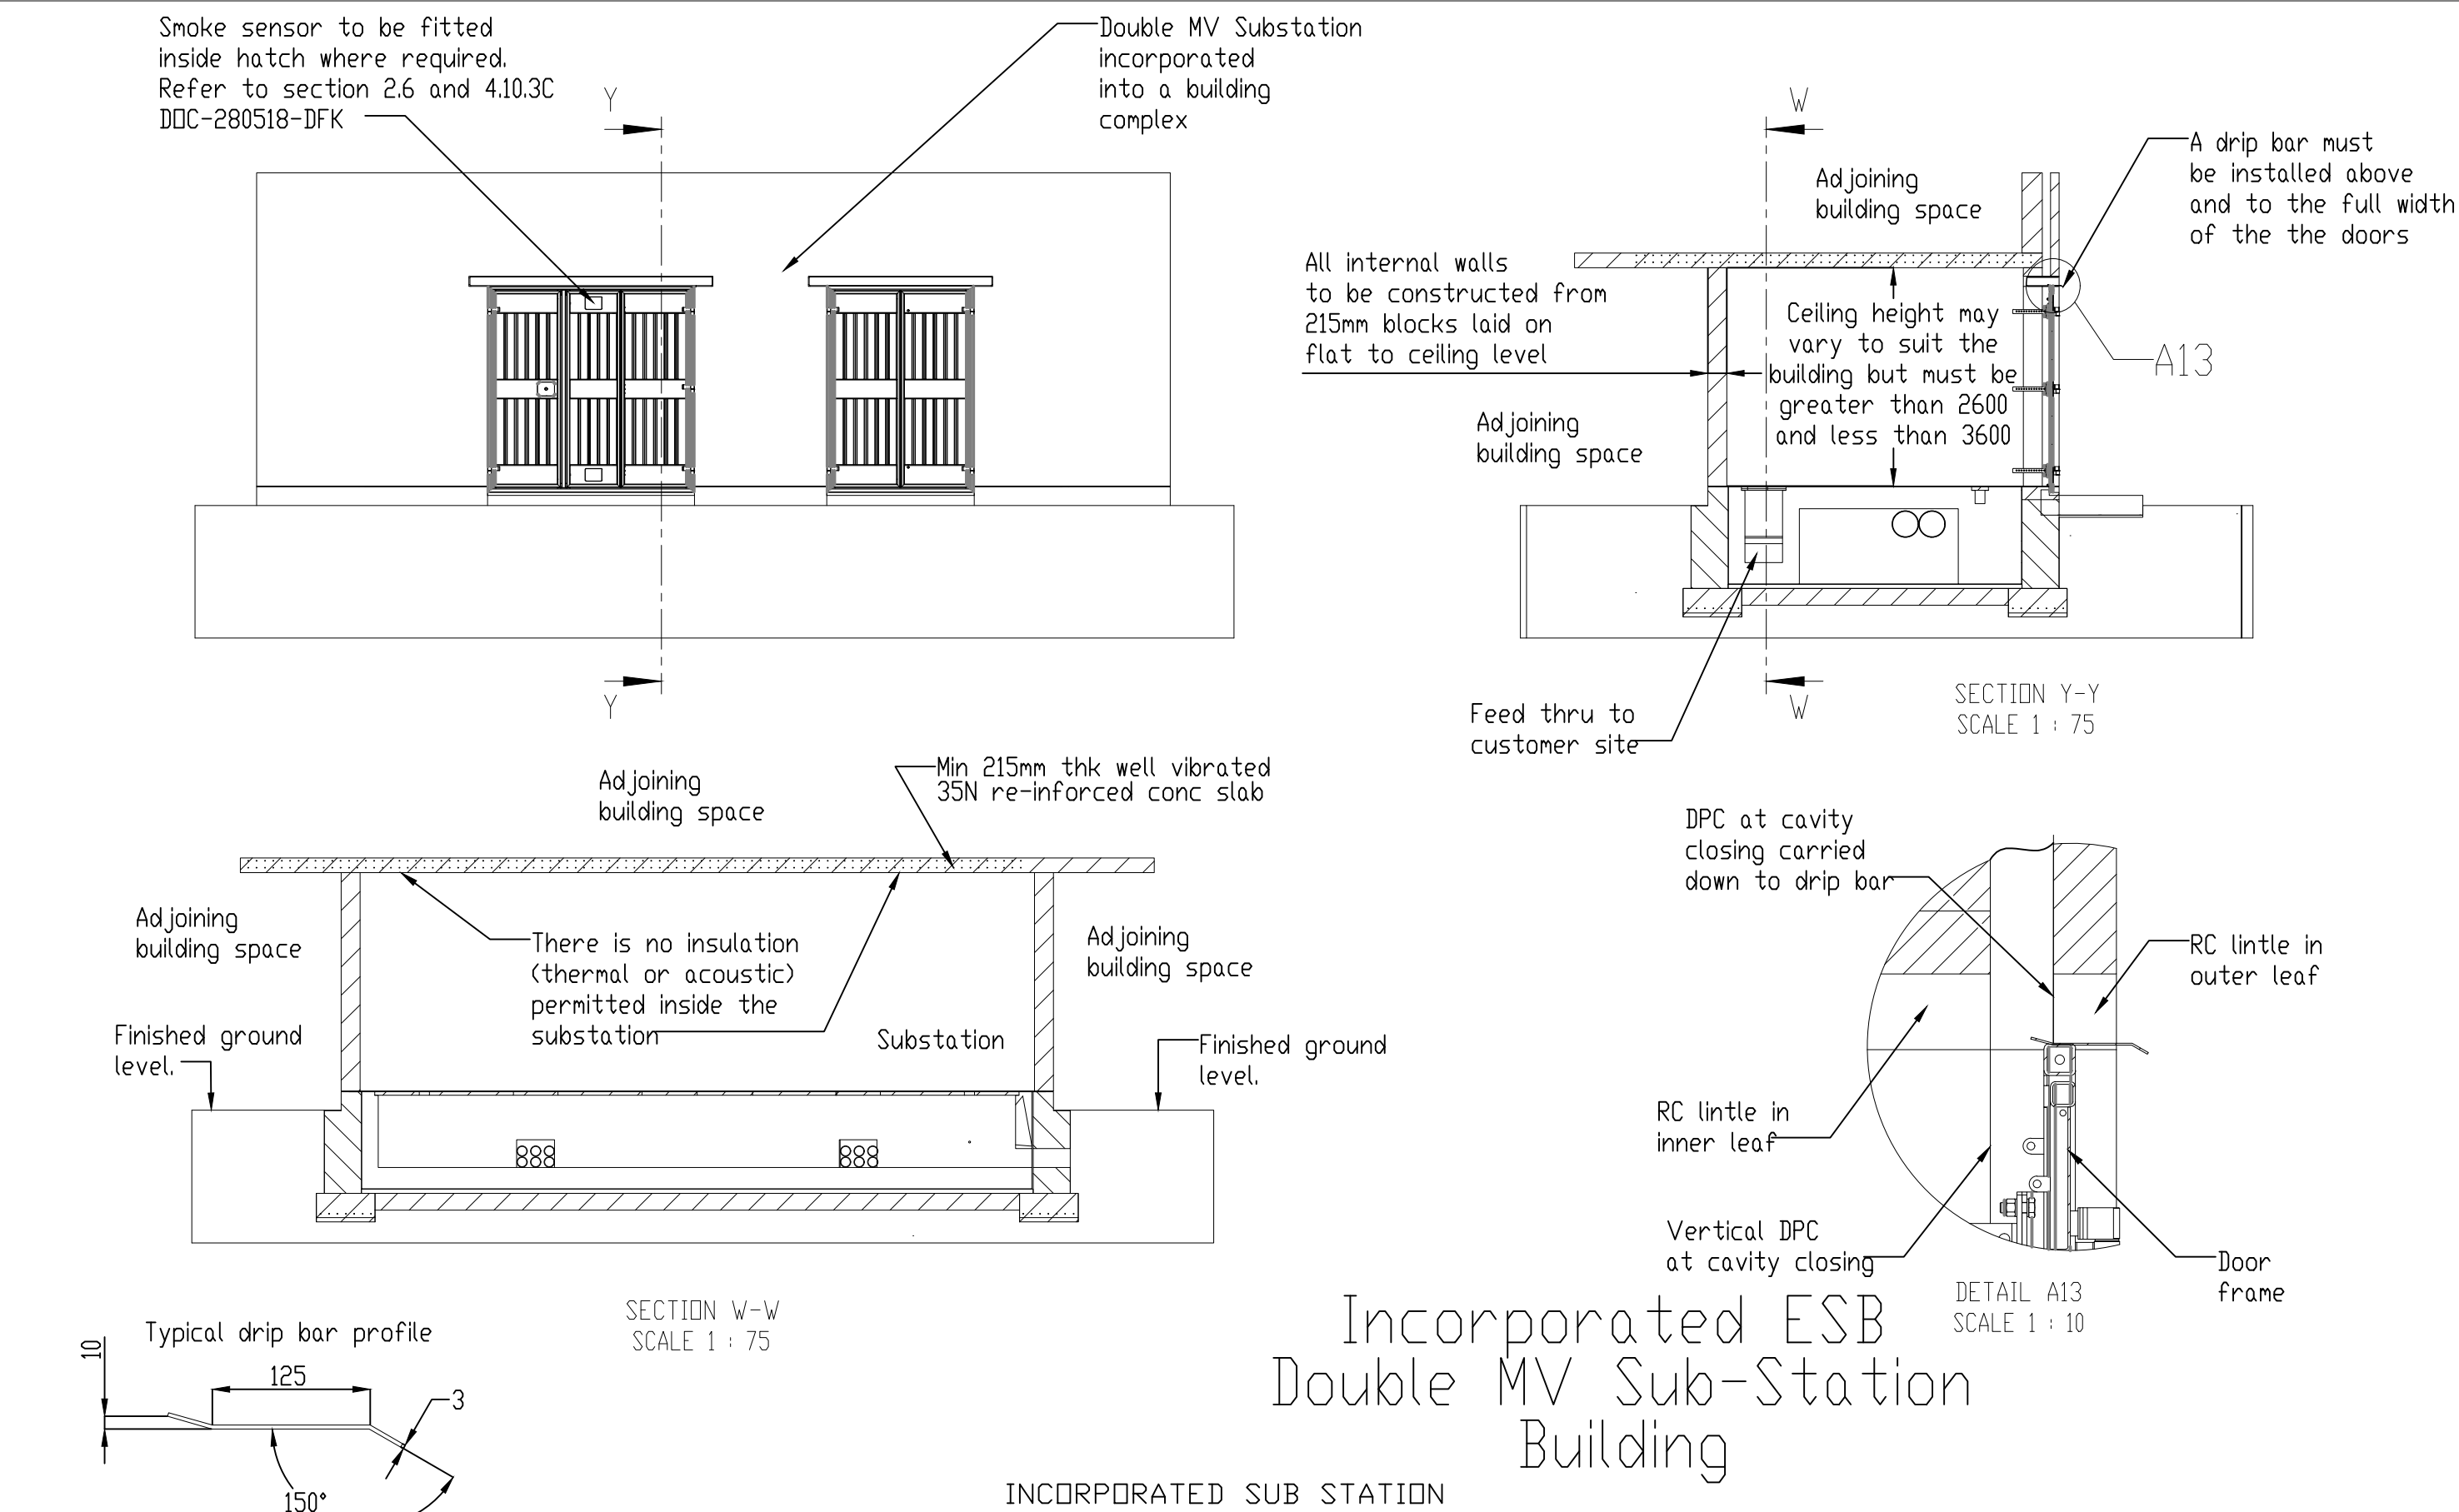 Smoke sensor to be fitted
inside hatch where required.
Refer to section 2.6 and 4.10.3C
DOC-280518-DFK
Y
Double MV Substation
incorporated
into a building
complex
Y
W
Adjoining
building space
A drip bar must
be installed above
and to the full width
of the the doors
All internal walls
to be constructed from
215mm blocks laid on
flat to ceiling level
Ceiling height may
vary to suit the
building but must be
greater than 2600
and less than 3600
A13
Adjoining
building space
Feed thru to
customer site
W
SECTION Y-Y
SCALE 1 : 75
Adjoining
building space
Min 215mm thk well vibrated
35N re-inforced conc slab
Adjoining
building space
There is no insulation
(thermal or acoustic)
permitted inside the
substation
Substation
Adjoining
building space
Finished ground
level.
Finished ground
level.
SECTION W-W
SCALE 1 : 75
DPC at cavity
closing carried
down to drip bar
RC lintle in
outer leaf
RC lintle in
inner leaf
Vertical DPC
at cavity closing
Door
frame
DETAIL A13
SCALE 1 : 10
Typical drip bar profile
10
125
3
150°
Incorporated ESB
Double MV Sub-Station
Building
INCORPORATED SUB STATION